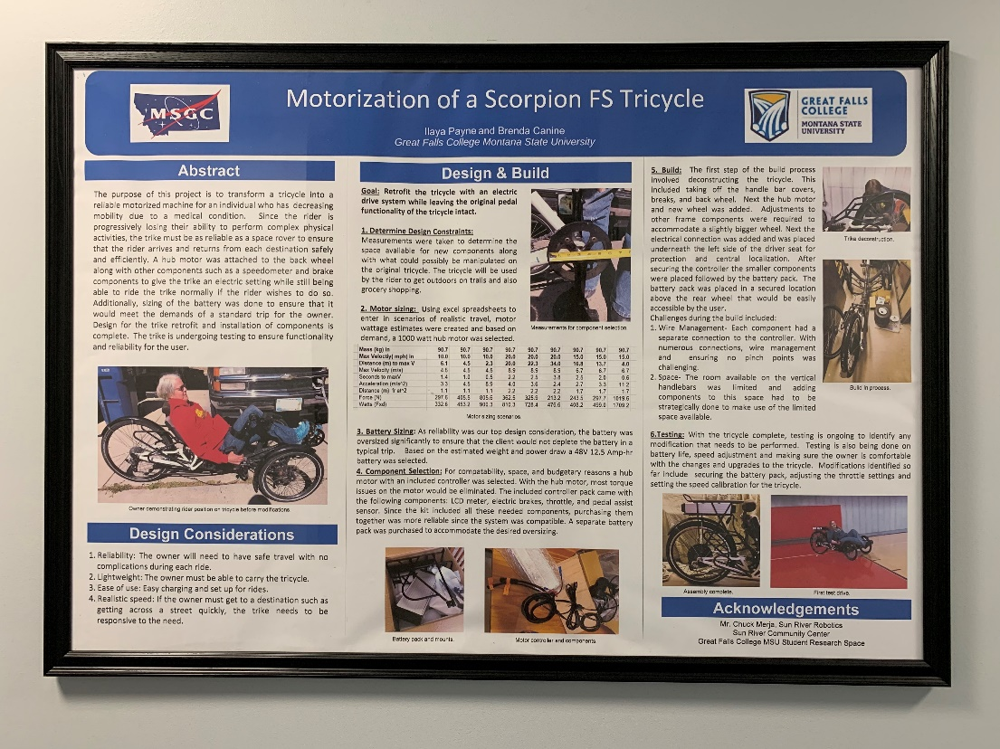 MSGC
Motorization of a Scorpion FS Tricycle
Ilaya Payne and Brenda Canine
Great Falls College Montana State University
GREAT FALLS
COLLEGE
MONTANA STATE
UNIVERSITY
Abstract
The purpose of this project is to transform a tricycle into a
reliable motorized machine for an individual who has decreasing
mobility due to a medical condition. Since the rider is
progressively losing their ability to perform complex physical
activities, the trike must be as reliable as a space rover to ensure
that the rider arrives and returns from each destination safely
and efficiently. A hub motor was attached to the back wheel
along with other components such as a speedometer and brake
components to give the trike an electric setting while still being
able to ride the trike normally if the rider wishes to do so.
Additionally, sizing of the battery was done to ensure that it
would meet the demands of a standard trip for the owner.
Design for the trike retrofit and installation of components is
complete. The trike is undergoing testing to ensure functionality
and reliability for the user.
Owner demonstrating rider position on tricycle before modifications.
Design Considerations
1. Reliability: The owner will need to have safe travel with no
complications during each ride.
2. Lightweight: The owner must be able to carry the tricycle.
3. Ease of use: Easy charging and set up for rides.
4. Realistic speed: If the owner must get to a destination such as
getting across a street quickly, the trike needs to be
responsive to the need.
Design & Build
Goal: Retrofit the tricycle with an electric
drive system while leaving the original pedal
functionality of the tricycle intact.
1. Determine Design Constraints:
Measurements were taken to determine the
space available for new components along
with what could possibly be manipulated on
the original tricycle. The tricycle will be used
by the rider to get outdoors on trails and also
grocery shopping.
Measurements for component selection
2. Motor sizing: Using excel spreadsheets to
enter in scenarios of realistic travel, motor
wattage estimates were created and based on
demand, a 1000 watt hub motor was selected.
Mass (kg) in 90.7 90.7 90.7 90.7 90.7 90.7 90.7 90.7 90.7
Max Velocity( mph) in 10.0 10.0 10.0 20.0 20.0 20.0 15.0 15.0 15.0
Distance (m) to max V 6.1 4.5 2.3 20.0 22.3 34.0 16.8 13.7 4.0
Max Velocity (m/s) 4.5 4.5 4.5 8.9 8.9 8.9 6.7 6.7 6.7
Seconds to maxV 1.4 1.0 0.5 2.2 2.5 3.8 2.5 2.0 0.6
Acceleration (m/s^2) 3.3 4.5 8.9 4.0 3.6 2.4 2.7 3.3 11.2
Distance (m) 1.1 1.1 1.1 2.2 2.2 2.2 1.7 1.7 1.7
Force (N) 297.6 405.5 805.6 362.5 325.9 213.2 243.5 297.7 1019.6
Watts (Fxd) 332.6 453.2 900.3 810.3 728.4 476.6 408.2 499.0 1709.2
Motor sizing scenarios.
3. Battery Sizing: As reliability was our top design consideration, the battery was
oversized significantly to ensure that the client would not deplete the battery in a
typical trip. Based on the estimated weight and power draw a 48V 12.5 Amp-hr
battery was selected.
4. Component Selection: For compatability, space, and budgetary reasons a hub
motor with an included controller was selected. With the hub motor, most torque
issues on the motor would be eliminated. The included controller pack came with
the following components: LCD meter, electric brakes, throttle, and pedal assist
sensor. Since the kit included all these needed components, purchasing them
together was more reliable since the system was compatible. A separate battery
pack was purchased to accommodate the desired oversizing.
Battery pack and mounts.
Motor controller and components
5. Build: The first step of the build process
involved deconstructing the tricycle. This
included taking off the handle bar covers,
breaks, and back wheel. Next the hub motor
and new wheel was added. Adjustments to
other frame components were required to
accommodate a slightly bigger wheel. Next the
electrical connection was added and was placed
underneath the left side of the driver seat for
protection and central localization. After
securing the controller the smaller components
were placed followed by the battery pack. The
battery pack was placed in a secured location
above the rear wheel that would be easily
accessible by the user.
Challenges during the build included:
1. Wire Management- Each component had a
separate connection to the controller. With
numerous connections, wire management
and ensuring no pinch points was
challenging.
2. Space- The room available on the vertical
handlebars was limited and adding
components to this space had to be
strategically done to make use of the limited
space available.
Trike deconstruction.
Build in process.
6.Testing: With the tricycle complete, testing is ongoing to identify any
modification that needs to be performed. Testing is also being done on
battery life, speed adjustment and making sure the owner is comfortable
with the changes and upgrades to the tricycle. Modifications identified so
far include securing the battery pack, adjusting the throttle settings and
setting the speed calibration for the tricycle.
Assembly complete.
First test drive.
Acknowledgements
Mr. Chuck Merja, Sun River Robotics
Sun River Community Center
Great Falls College MSU Student Research Space